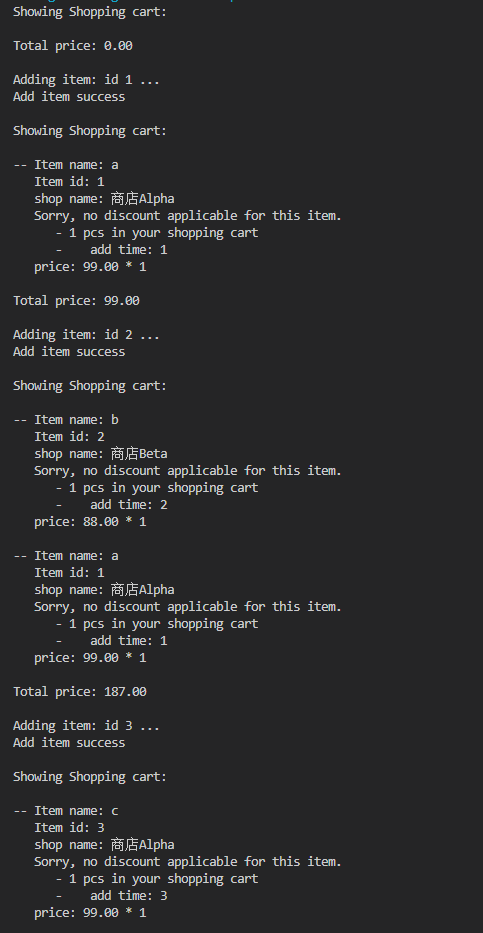 Showing Shopping cart:
Total price: 0.00
Adding item: id 1 ...
Add item success
Showing Shopping cart:
-- Item name: a
Item id: 1
shop name: 商店Alpha
Sorry, no discount applicable for this item.
- 1 pcs in your shopping cart
-    add time: 1
price: 99.00 * 1
Total price: 99.00
Adding item: id 2 ...
Add item success
Showing Shopping cart:
-- Item name: b
Item id: 2
shop name: 商店Beta
Sorry, no discount applicable for this item.
- 1 pcs in your shopping cart
-    add time: 2
price: 88.00 * 1
-- Item name: a
Item id: 1
shop name: 商店Alpha
Sorry, no discount applicable for this item.
- 1 pcs in your shopping cart
-    add time: 1
price: 99.00 * 1
Total price: 187.00
Adding item: id 3 ...
Add item success
Showing Shopping cart:
-- Item name: c
Item id: 3
shop name: 商店Alpha
Sorry, no discount applicable for this item.
- 1 pcs in your shopping cart
-    add time: 3
price: 99.00 * 1